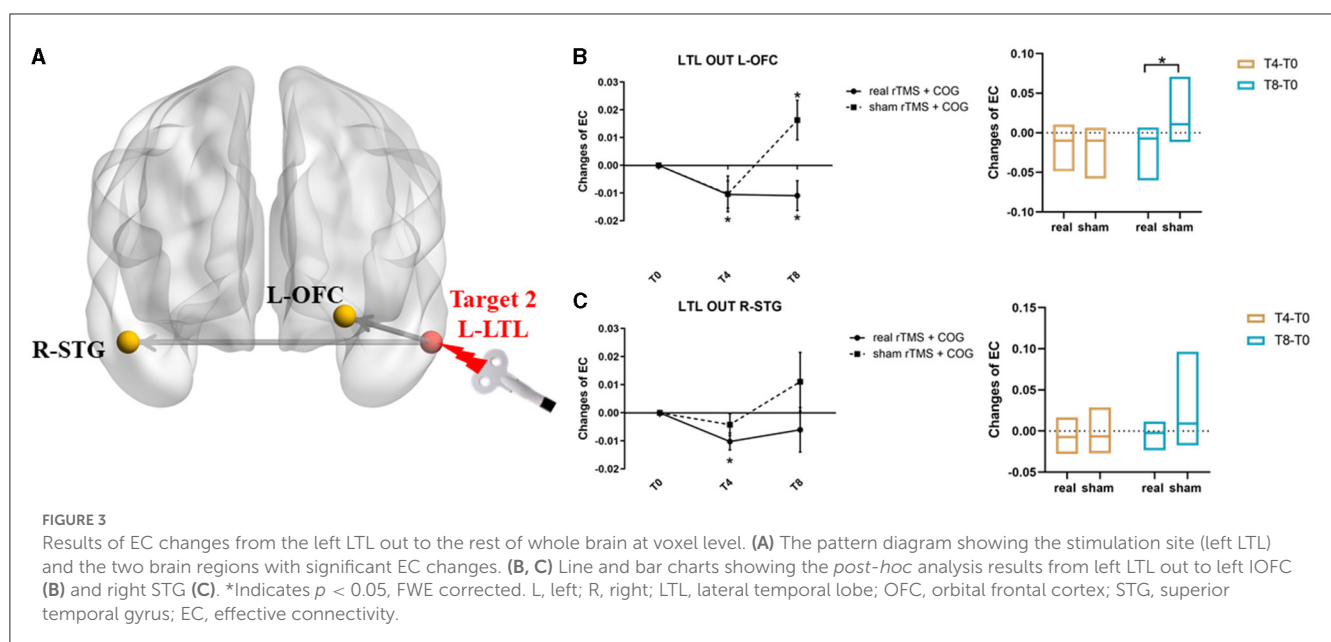 A
L-OFC
Target 2
L-LTL
R-STG
B
LTL OUT L-OFC
Changes of EC
0.03
0.02
0.01
0.00
-0.01
-0.02
T0
T4
T8
*
*
*
real rTMS + COG
sham rTMS + COG
Changes of EC
0.10
0.05
0.00
-0.05
-0.10
*
real sham
real sham
T4-T0
T8-T0
C
LTL OUT R-STG
Changes of EC
0.03
0.02
0.01
0.00
-0.01
-0.02
T0
T4
T8
*
real rTMS + COG
sham rTMS + COG
Changes of EC
0.15
0.10
0.05
0.00
-0.05
real sham
real sham
T4-T0
T8-T0
FIGURE 3
Results of EC changes from the left LTL out to the rest of whole brain at voxel level. (A) The pattern diagram showing the stimulation site (left LTL)
and the two brain regions with significant EC changes. (B, C) Line and bar charts showing the post-hoc analysis results from left LTL out to left lOFC
(B) and right STG (C). *Indicates p < 0.05, FWE corrected. L, left; R, right; LTL, lateral temporal lobe; OFC, orbital frontal cortex; STG, superior
temporal gyrus; EC, effective connectivity.